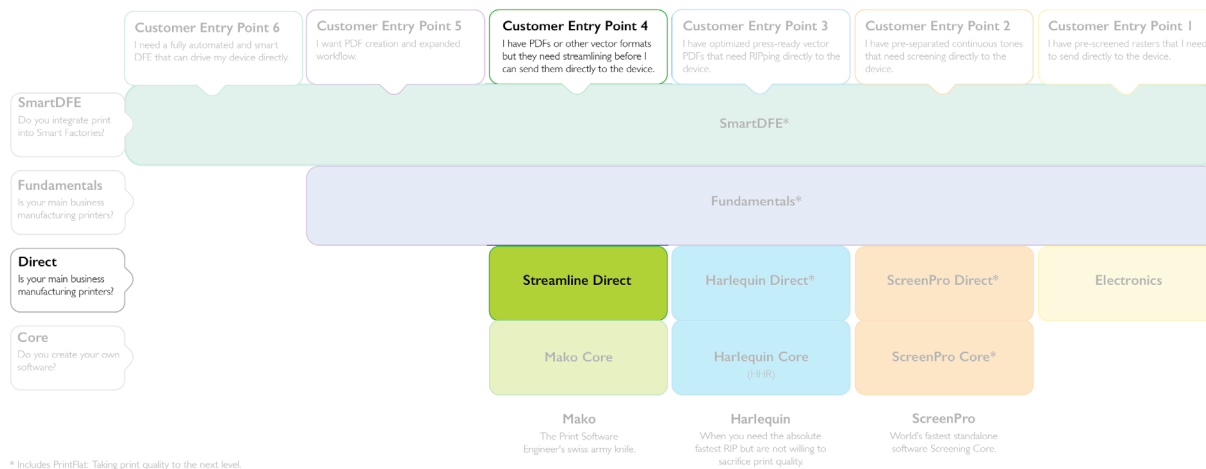 Customer Entry Point 6
I need a fully automated and smart
DFE that can drive my device directly.
Customer Entry Point 5
I want PDF creation and expanded
workflow.
Customer Entry Point 4
I have PDFs or other vector formats
but they need streamlining before I
can send them directly to the device.
Customer Entry Point 3
I have optimized press-ready vector
PDFs that need RIPping directly to the
device.
Customer Entry Point 2
I have pre-separated continuous tones
that need screening directly to the
device.
Customer Entry Point 1
I have pre-screened rasters that I need
to send directly to the device.
SmartDFE
Do you integrate print
into Smart Factories?
SmartDFE*
Fundamentals
Is your main business
manufacturing printers?
Fundamentals*
Direct
Is your main business
manufacturing printers?
Streamline Direct
Harlequin Direct*
ScreenPro Direct*
Electronics
Core
Do you create your own
software?
Mako Core
Harlequin Core
(HHR)
ScreenPro Core*
Mako
The Print Software
Engineer's swiss army knife.
Harlequin
When you need the absolute
fastest RIP but are not willing to
sacrifice print quality.
ScreenPro
World's fastest standalone
software Screening Core.
* Includes PrintFlat: Taking print quality to the next level.